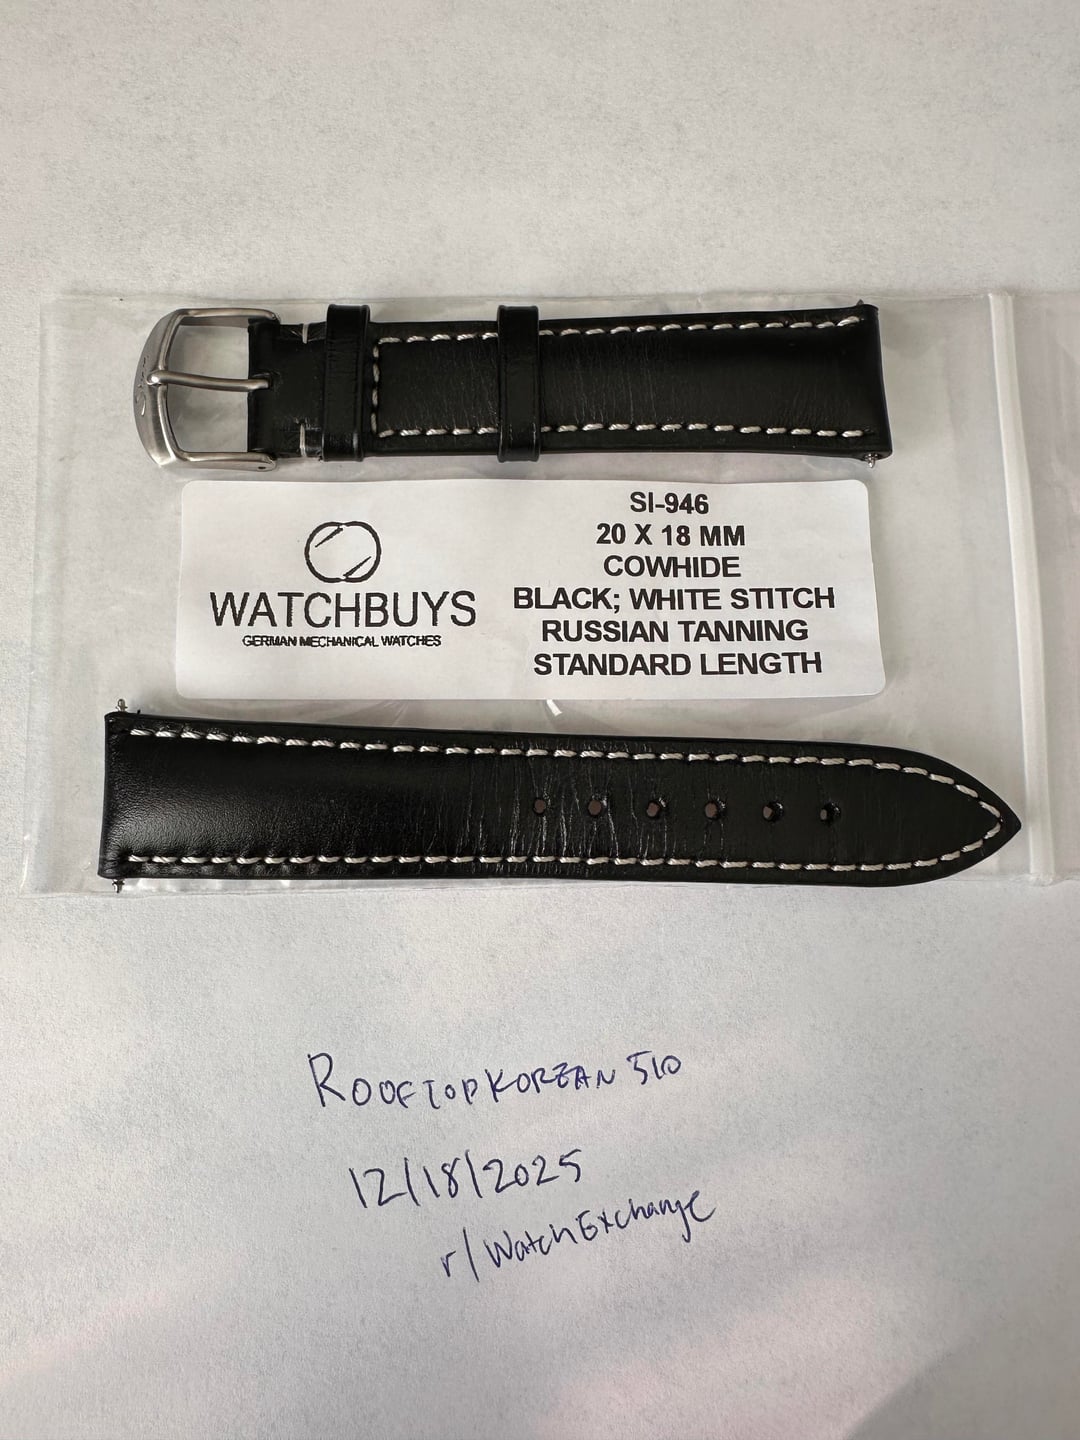 WATCHBUYS
GERMAN MECHANICAL WATCHES
SI-946
20 X 18 MM
COWHIDE
BLACK; WHITE STITCH
RUSSIAN TANNING
STANDARD LENGTH
ROOFTOPKOREAN510
12/18/2025
r/WatchExchange